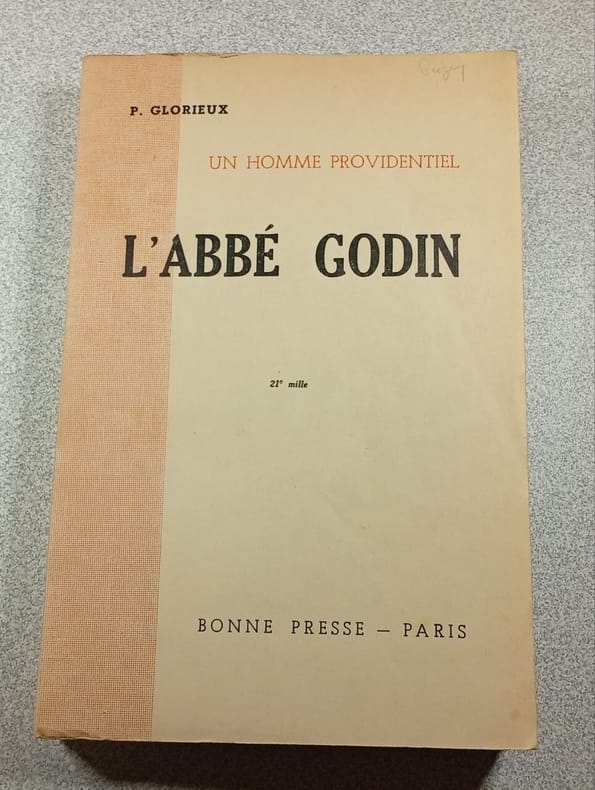 P. GLORIEUX
UN HOMME PROVIDENTIEL
L'ABBÉ GODIN
21e mille
BONNE PRESSE — PARIS